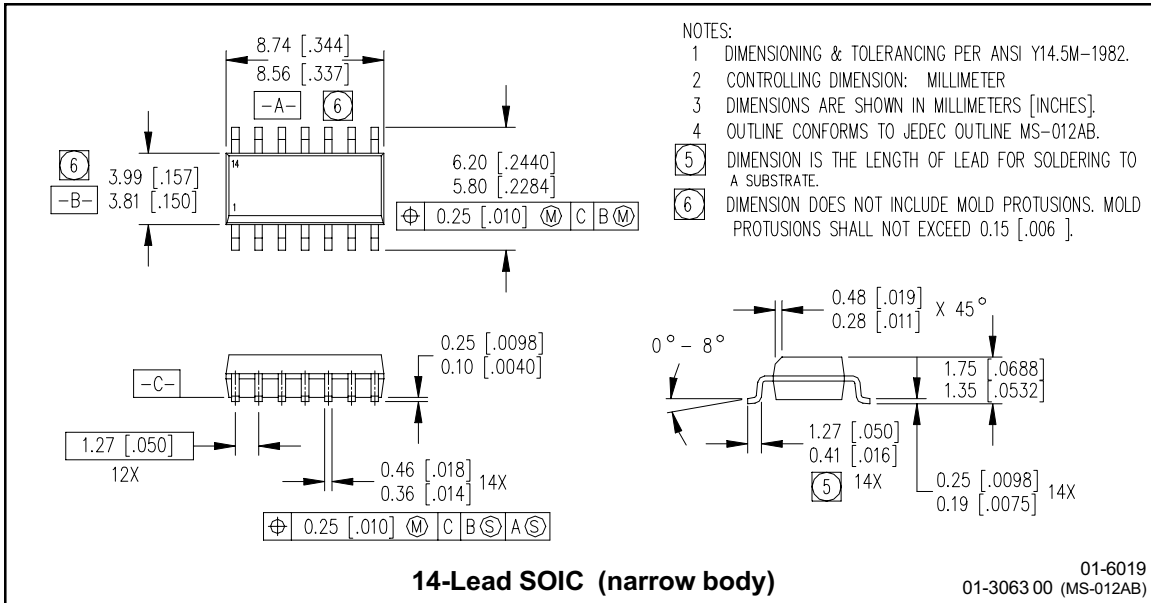 8.74 [.344]
8.56 [.337]
-A- 6
6
3.99 [.157]
3.81 [.150]
-B-
14
1
6.20 [.2440]
5.80 [.2284]
⌖ 0.25 [.010] Ⓜ C B Ⓜ
NOTES:
1 DIMENSIONING & TOLERANCING PER ANSI Y14.5M-1982.
2 CONTROLLING DIMENSION: MILLIMETER
3 DIMENSIONS ARE SHOWN IN MILLIMETERS [INCHES].
4 OUTLINE CONFORMS TO JEDEC OUTLINE MS-012AB.
5 DIMENSION IS THE LENGTH OF LEAD FOR SOLDERING TO
A SUBSTRATE.
6 DIMENSION DOES NOT INCLUDE MOLD PROTUSIONS. MOLD
PROTUSIONS SHALL NOT EXCEED 0.15 [.006 ].
-C-
0.25 [.0098]
0.10 [.0040]
1.27 [.050]
12X
0.46 [.018]
0.36 [.014] 14X
⌖ 0.25 [.010] Ⓜ C B Ⓢ A Ⓢ
0.48 [.019]
0.28 [.011] X 45°
0° - 8°
1.75 [.0688]
1.35 [.0532]
1.27 [.050]
0.41 [.016]
5 14X
0.25 [.0098]
0.19 [.0075] 14X
14-Lead SOIC (narrow body)
01-6019
01-3063 00 (MS-012AB)